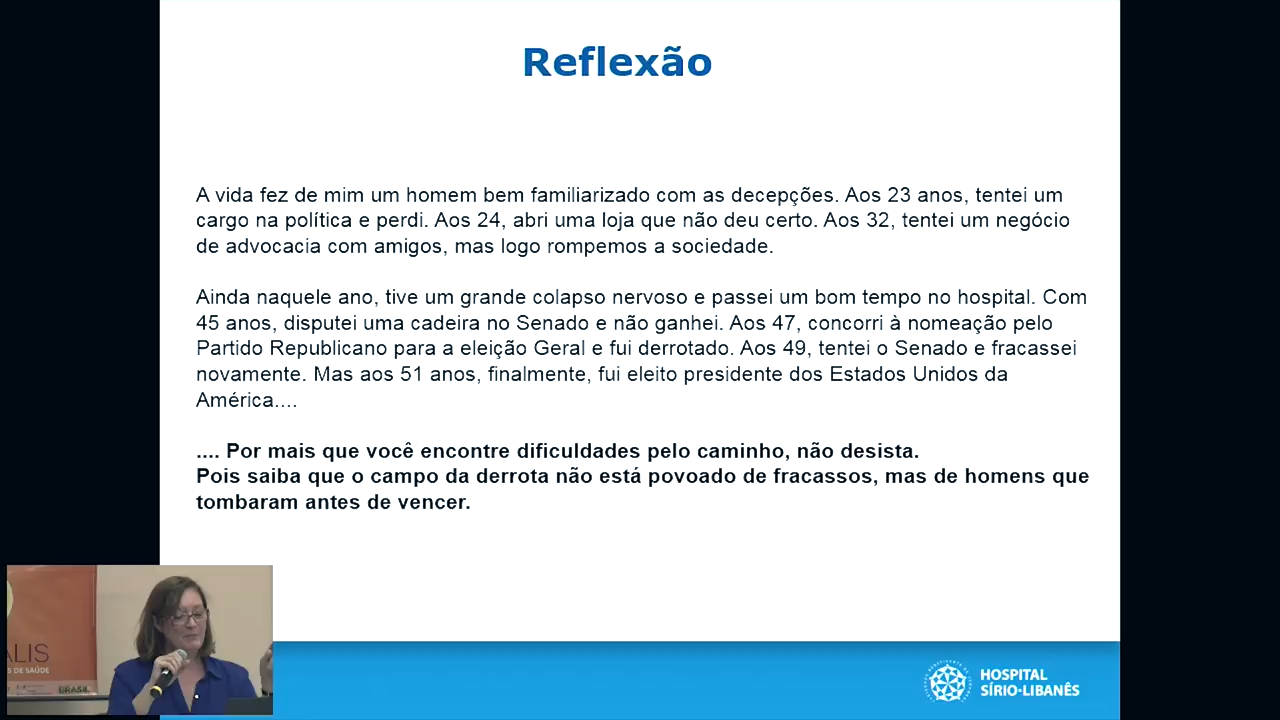 Reflexão
A vida fez de mim um homem bem familiarizado com as decepções. Aos 23 anos, tentei um
cargo na política e perdi. Aos 24, abri uma loja que não deu certo. Aos 32, tentei um negócio
de advocacia com amigos, mas logo rompemos a sociedade.
Ainda naquele ano, tive um grande colapso nervoso e passei um bom tempo no hospital. Com
45 anos, disputei uma cadeira no Senado e não ganhei. Aos 47, concorri à nomeação pelo
Partido Republicano para a eleição Geral e fui derrotado. Aos 49, tentei o Senado e fracassei
novamente. Mas aos 51 anos, finalmente, fui eleito presidente dos Estados Unidos da
América....
.... Por mais que você encontre dificuldades pelo caminho, não desista.
Pois saiba que o campo da derrota não está povoado de fracassos, mas de homens que
tombaram antes de vencer.
ALIS
S DE SAÚDE
BRASIL
HOSPITAL
SÍRIO-LIBANÊS